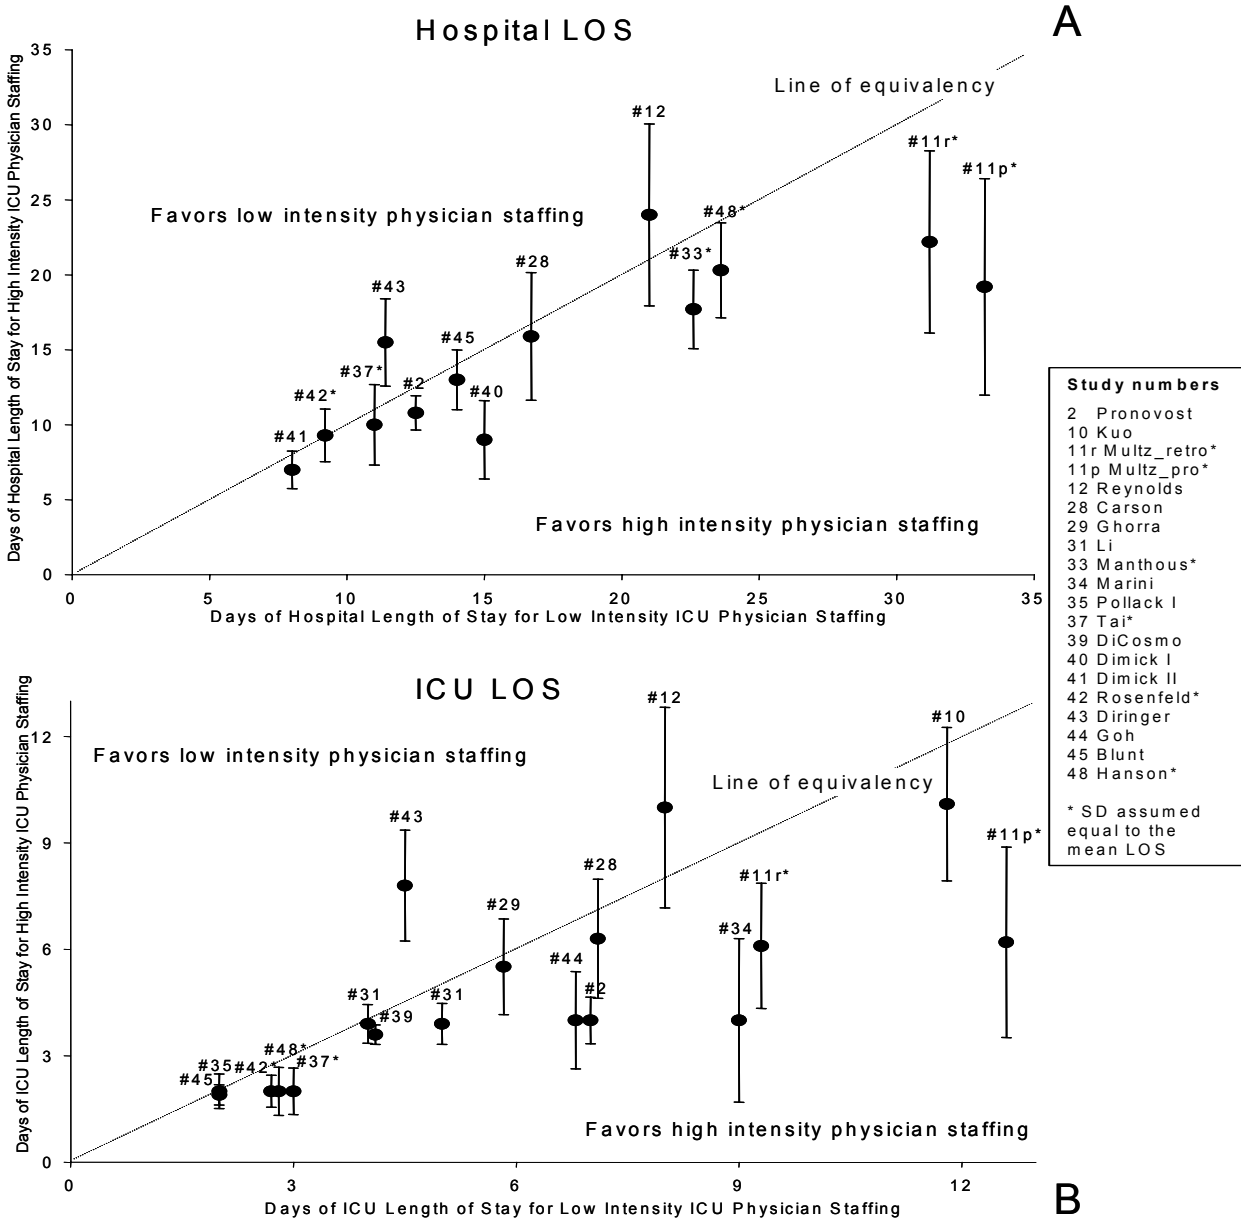 Hospital LOS
A
Days of Hospital Length of Stay for High Intensity ICU Physician Staffing
35
30
25
20
15
10
5
0
Line of equivalency
#12
#11r*
#11p*
Favors low intensity physician staffing
#48*
#33*
#28
#43
#45
#37*
#2
#40
#42*
#41
Favors high intensity physician staffing
0 5 10 15 20 25 30 35
Days of Hospital Length of Stay for Low Intensity ICU Physician Staffing
Study numbers
2 Pronovost
10 Kuo
11r Multz_retro*
11p Multz_pro*
12 Reynolds
28 Carson
29 Ghorra
31 Li
33 Manthous*
34 Marini
35 Pollack I
37 Tai*
39 DiCosmo
40 Dimick I
41 Dimick II
42 Rosenfeld*
43 Diringer
44 Goh
45 Blunt
48 Hanson*
* SD assumed
equal to the
mean LOS
ICU LOS
Days of ICU Length of Stay for High Intensity ICU Physician Staffing
12
9
6
3
0
#12
#10
Favors low intensity physician staffing
Line of equivalency
#43
#11p*
#28
#11r*
#29
#34
#44
#2
#31
#31
#39
#48*
#37*
#35
#42*
#45
Favors high intensity physician staffing
0 3 6 9 12
Days of ICU Length of Stay for Low Intensity ICU Physician Staffing
B